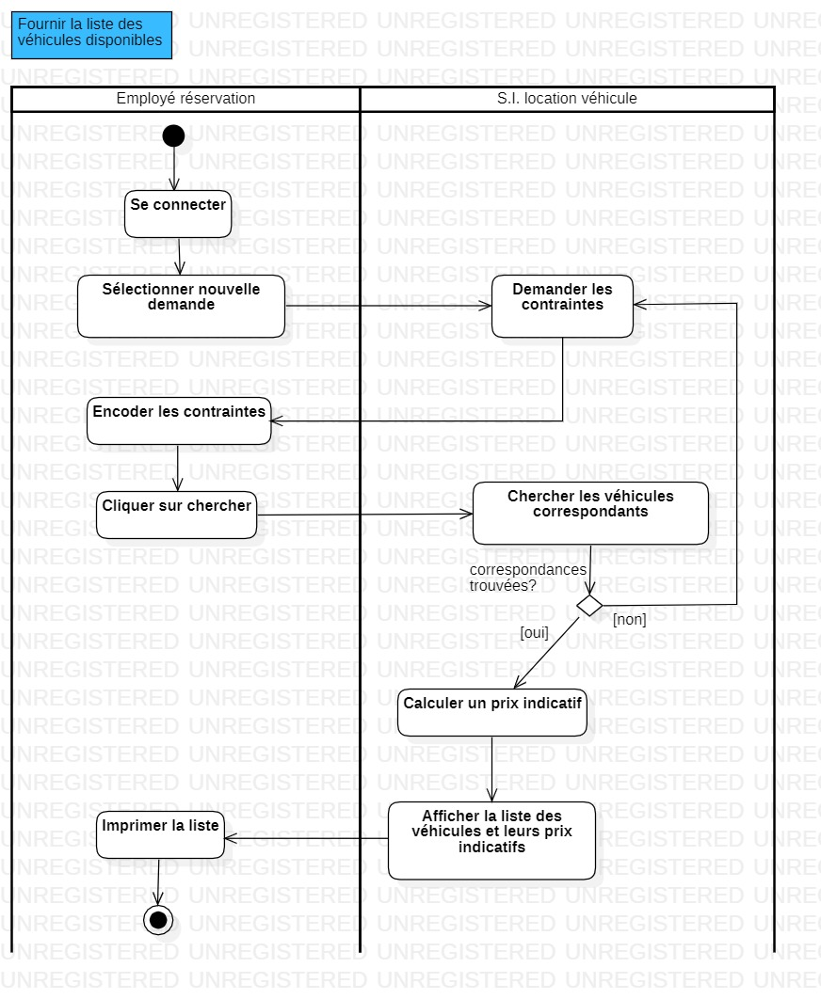 Fournir la liste des
véhicules disponibles
Employé réservation
S.I. location véhicule
Se connecter
Sélectionner nouvelle
demande
Demander les
contraintes
Encoder les contraintes
Cliquer sur chercher
Chercher les véhicules
correspondants
correspondances
trouvées?
[non]
[oui]
Calculer un prix indicatif
Afficher la liste des
véhicules et leurs prix
indicatifs
Imprimer la liste
UNREGISTERED